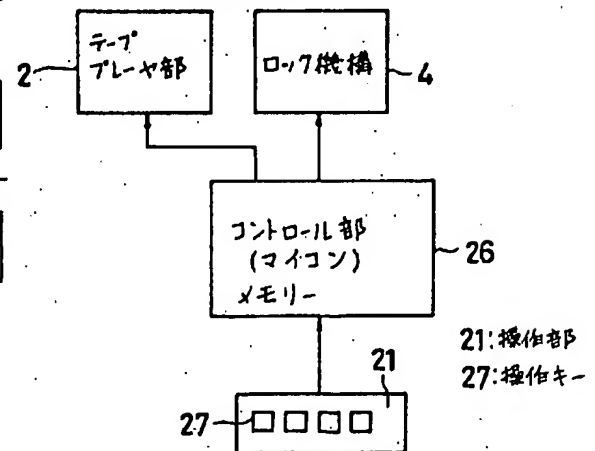 テープ
プレーヤ部
2
ロック機構
4
コントロール部
(マイコン)
メモリー
26
21:操作部
27:操作キー
21
27